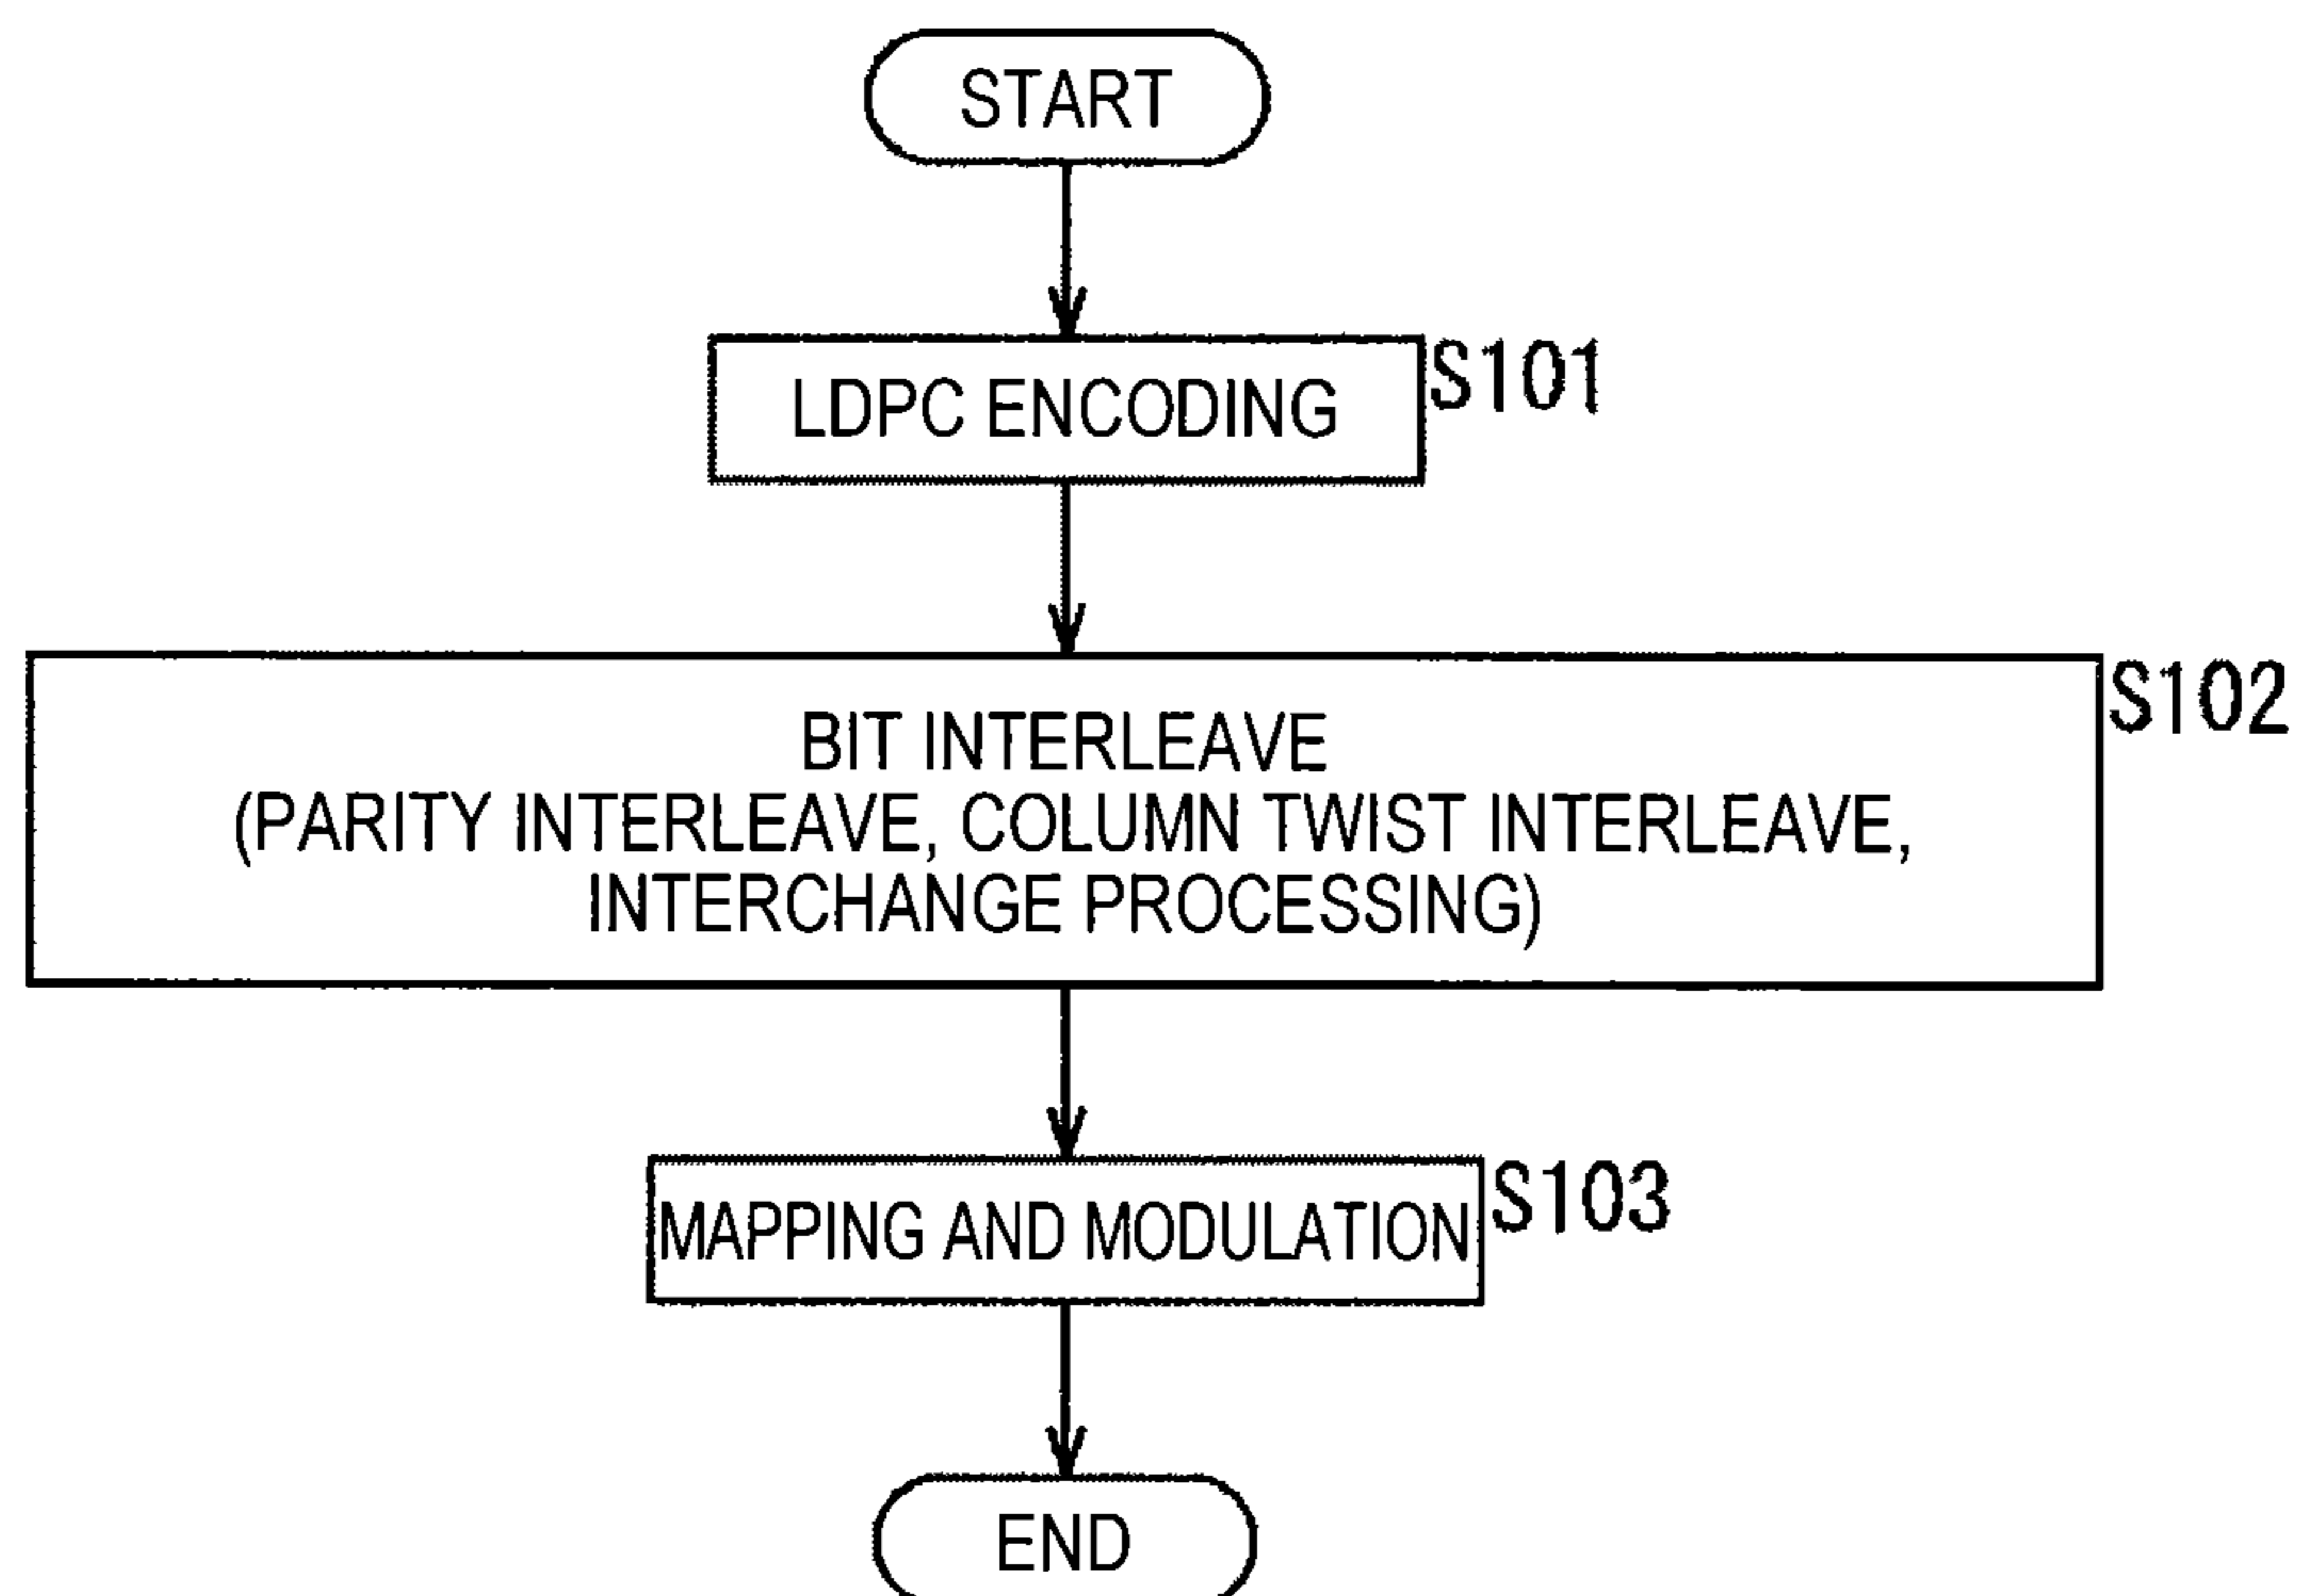 START
LDPC ENCODING
S101
BIT INTERLEAVE
(PARITY INTERLEAVE, COLUMN TWIST INTERLEAVE,
INTERCHANGE PROCESSING)
S102
MAPPING AND MODULATION
S103
END